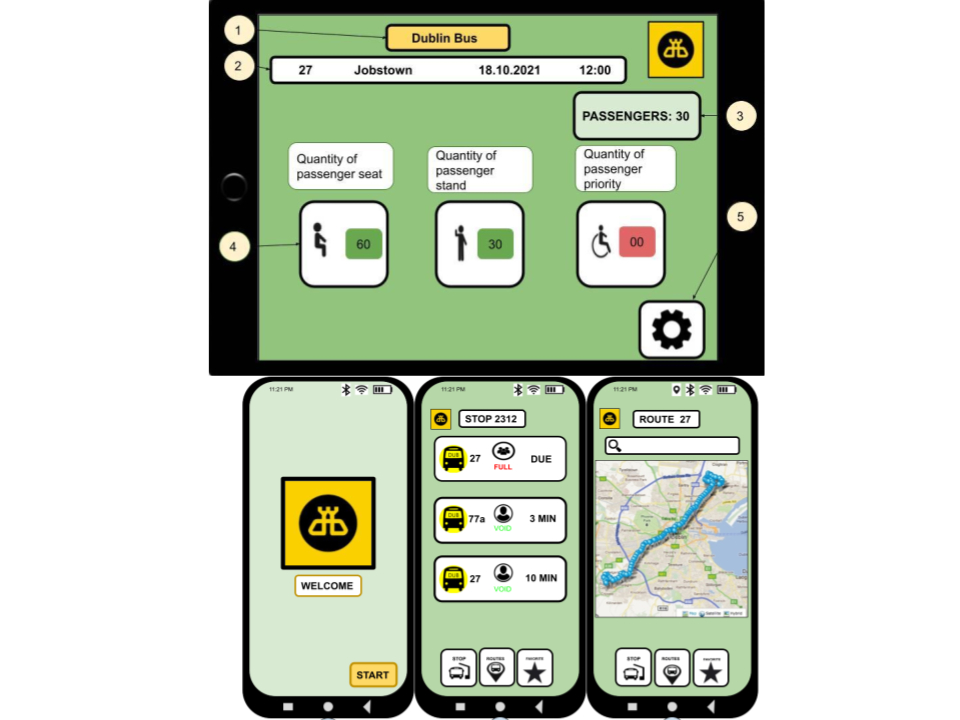 1
Dublin Bus
2
27 Jobstown 18.10.2021 12:00
PASSENGERS: 30
3
Quantity of
passenger seat
Quantity of
passenger
stand
Quantity of
passenger
priority
5
4
60
30
00
11:21 PM
WELCOME
START
11:21 PM
STOP 2312
DUB
27
FULL
DUE
DUB
77a
VOID
3 MIN
DUB
27
VOID
10 MIN
STOP
ROUTES
FAVORITE
11:21 PM
ROUTE 27
STOP
ROUTES
FAVORITE